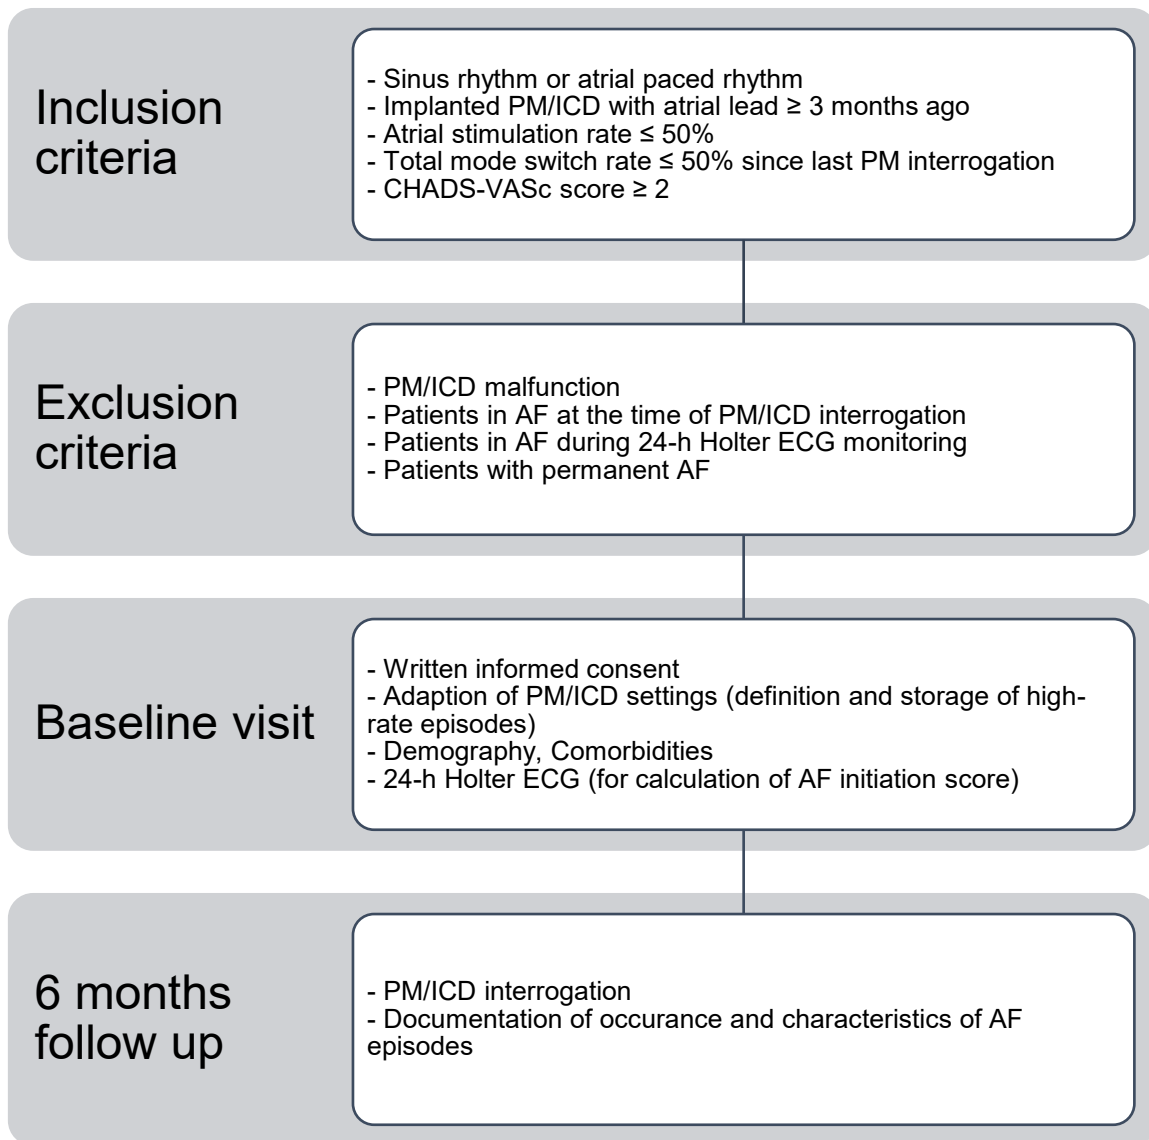 Inclusion
criteria
- Sinus rhythm or atrial paced rhythm
- Implanted PM/ICD with atrial lead ≥ 3 months ago
- Atrial stimulation rate ≤ 50%
- Total mode switch rate ≤ 50% since last PM interrogation
- CHADS-VASc score ≥ 2
Exclusion
criteria
- PM/ICD malfunction
- Patients in AF at the time of PM/ICD interrogation
- Patients in AF during 24-h Holter ECG monitoring
- Patients with permanent AF
Baseline visit
- Written informed consent
- Adaption of PM/ICD settings (definition and storage of high-
rate episodes)
- Demography, Comorbidities
- 24-h Holter ECG (for calculation of AF initiation score)
6 months
follow up
- PM/ICD interrogation
- Documentation of occurance and characteristics of AF
episodes